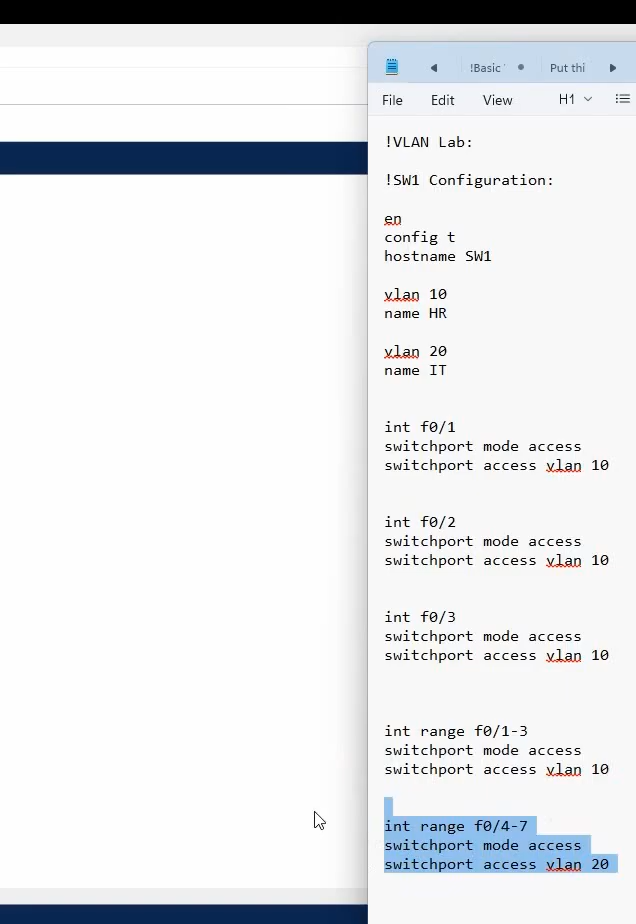 !Basic
Put thi
File Edit View H1
!VLAN Lab:
!SW1 Configuration:
en
config t
hostname SW1
vlan 10
name HR
vlan 20
name IT
int f0/1
switchport mode access
switchport access vlan 10
int f0/2
switchport mode access
switchport access vlan 10
int f0/3
switchport mode access
switchport access vlan 10
int range f0/1-3
switchport mode access
switchport access vlan 10
int range f0/4-7
switchport mode access
switchport access vlan 20